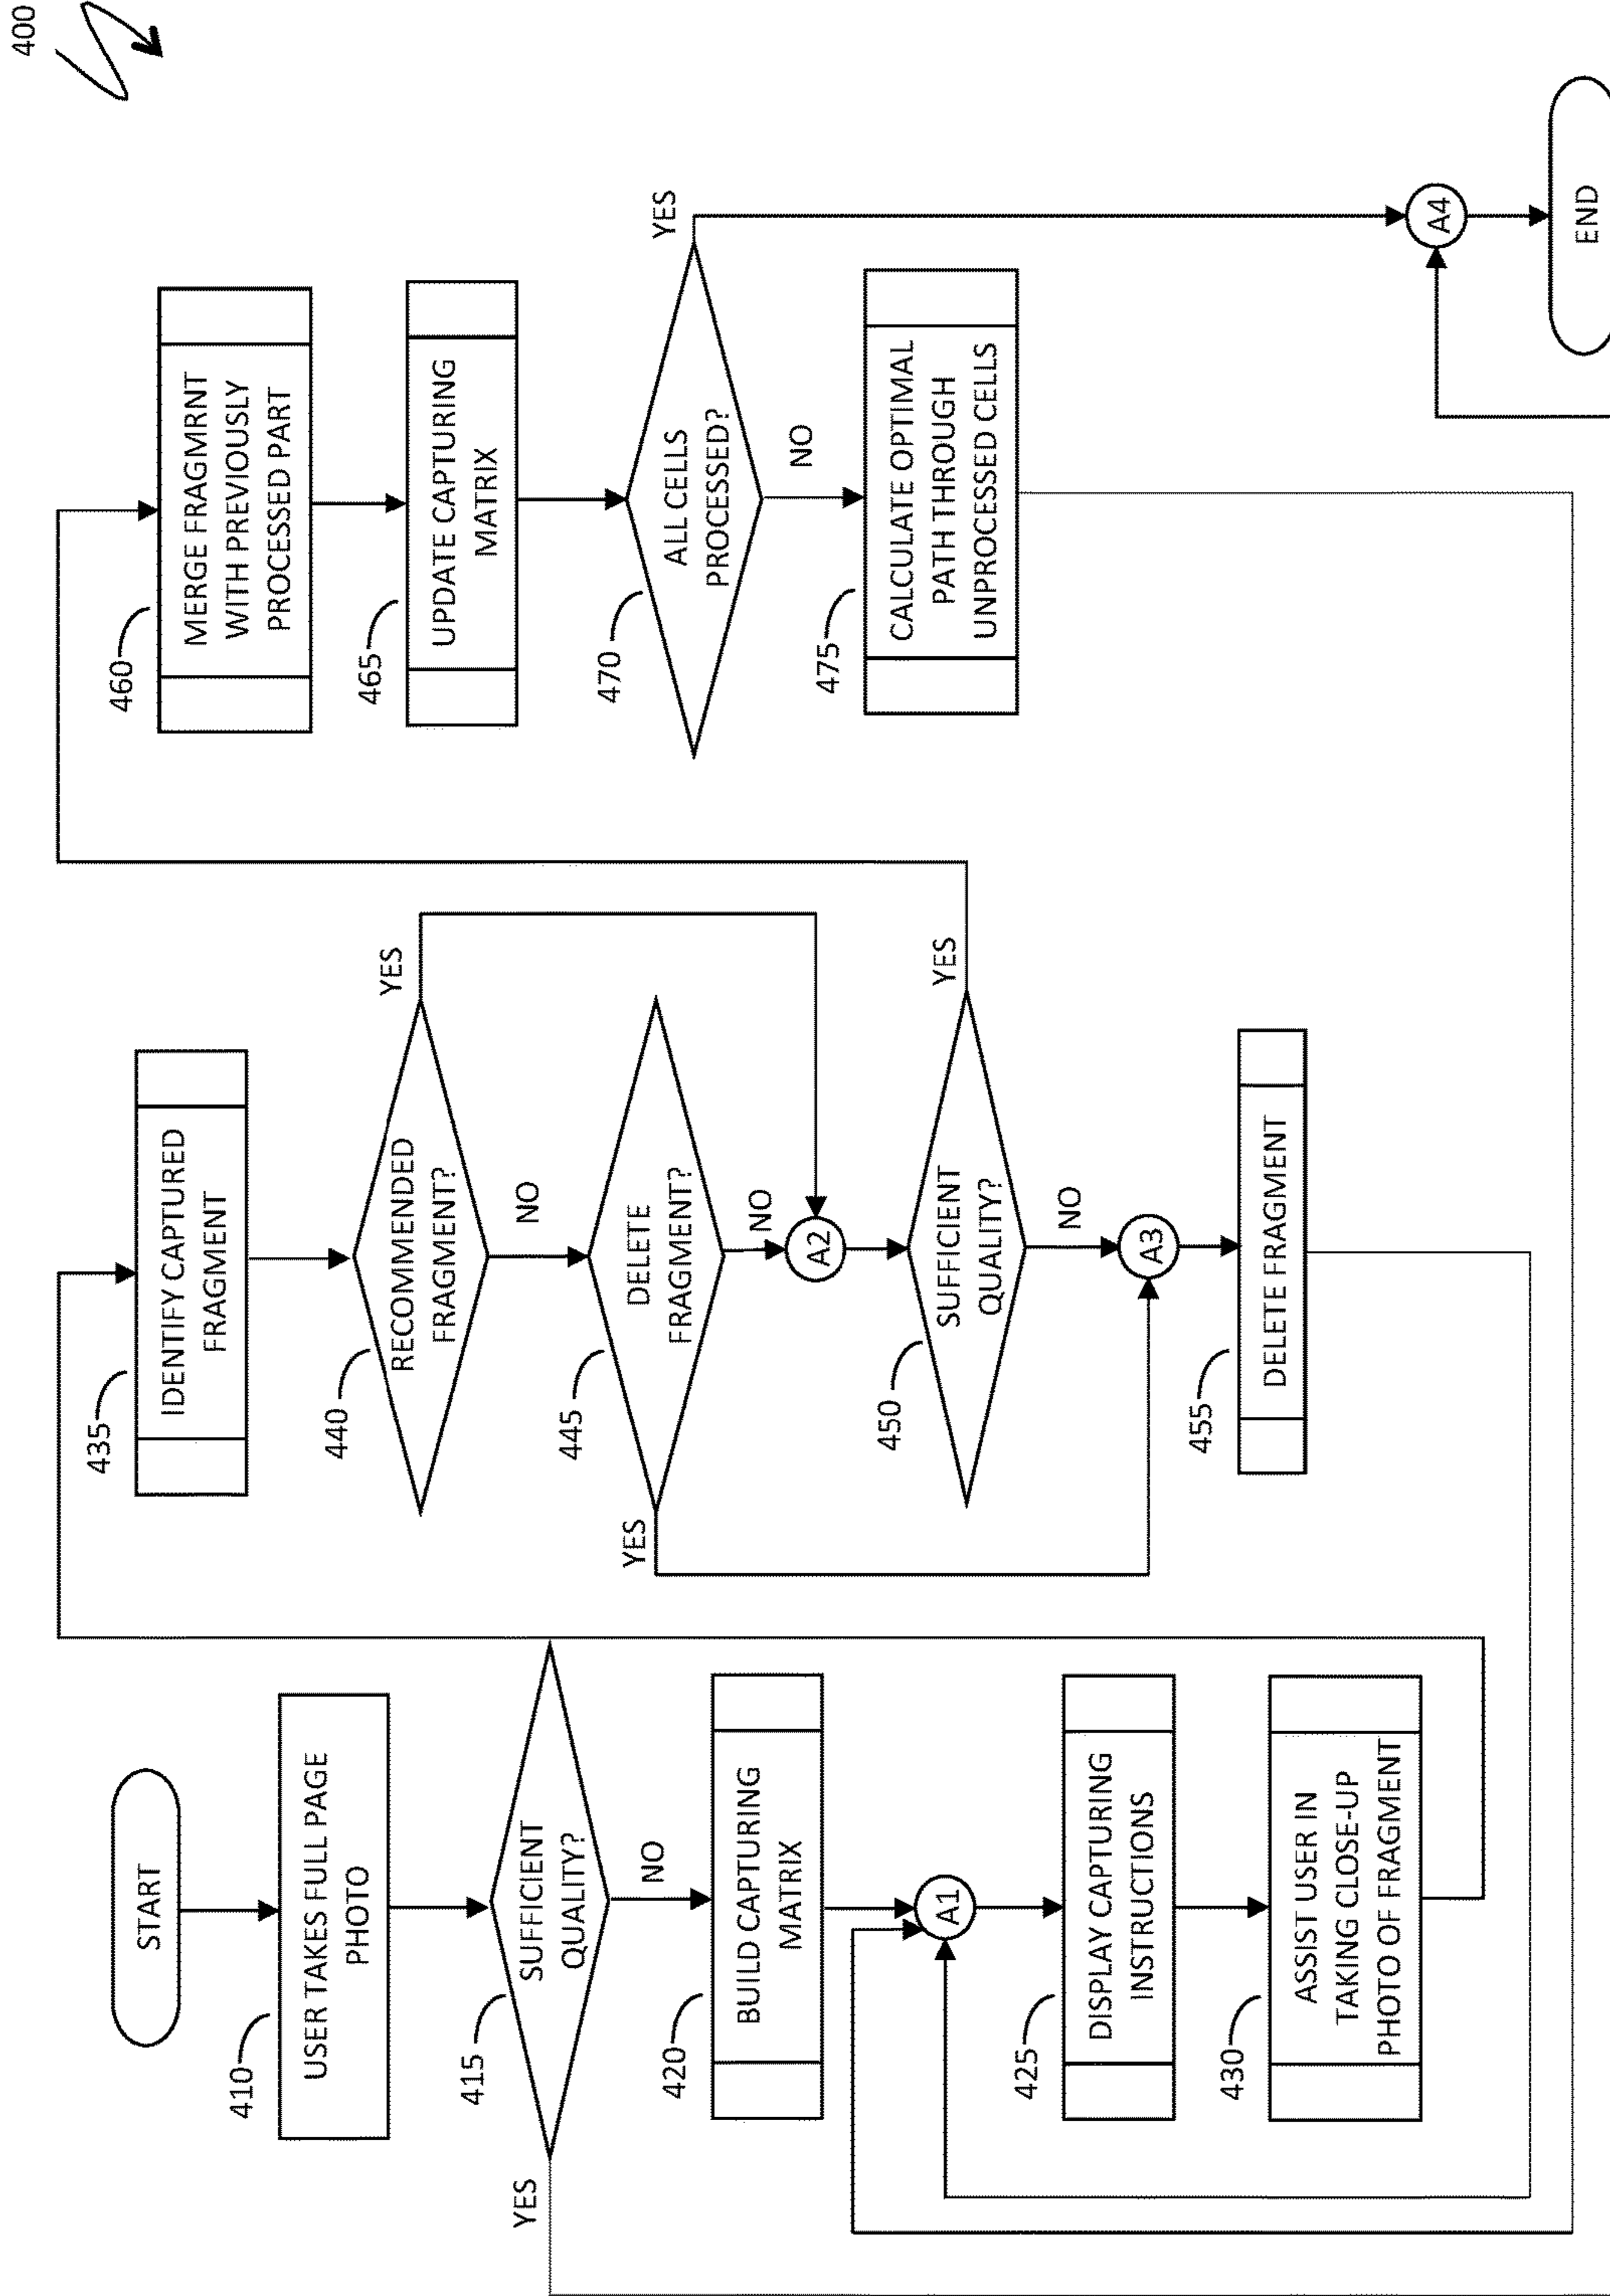 400
START
410
USER TAKES FULL PAGE
PHOTO
415
SUFFICIENT
QUALITY?
YES
NO
420
BUILD CAPTURING
MATRIX
A1
425
DISPLAY CAPTURING
INSTRUCTIONS
430
ASSIST USER IN
TAKING CLOSE-UP
PHOTO OF FRAGMENT
435
IDENTIFY CAPTURED
FRAGMENT
440
RECOMMENDED
FRAGMENT?
YES
NO
445
DELETE
FRAGMENT?
YES
NO
A2
450
SUFFICIENT
QUALITY?
YES
NO
A3
455
DELETE FRAGMENT
460
MERGE FRAGMRNT
WITH PREVIOUSLY
PROCESSED PART
465
UPDATE CAPTURING
MATRIX
470
ALL CELLS
PROCESSED?
YES
NO
475
CALCULATE OPTIMAL
PATH THROUGH
UNPROCESSED CELLS
A4
END